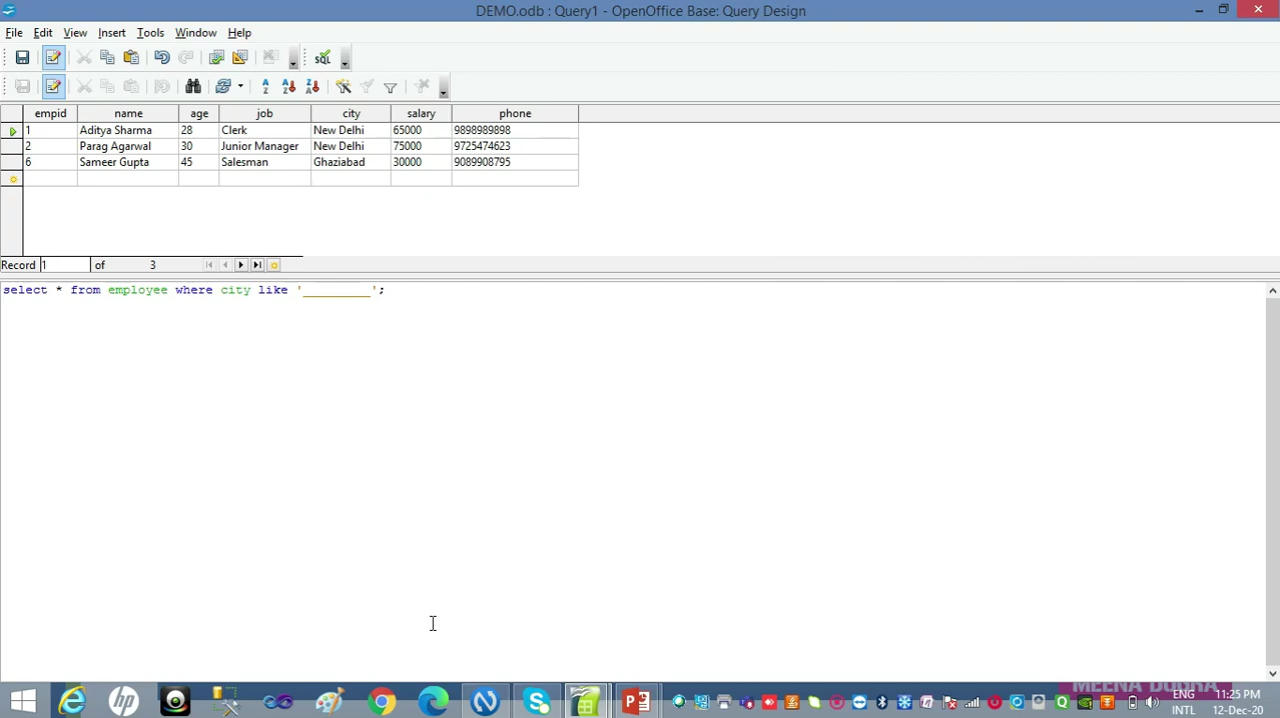 DEMO.odb : Query1 - OpenOffice Base: Query Design
File Edit View Insert Tools Window Help
SQL
empid name age job city salary phone
1 Aditya Sharma 28 Clerk New Delhi 65000 9898989898
2 Parag Agarwal 30 Junior Manager New Delhi 75000 9725474623
6 Sameer Gupta 45 Salesman Ghaziabad 30000 9089908795
Record 1 of 3
select * from employee where city like '_________';
ENG 11:25 PM
INTL 12-Dec-20